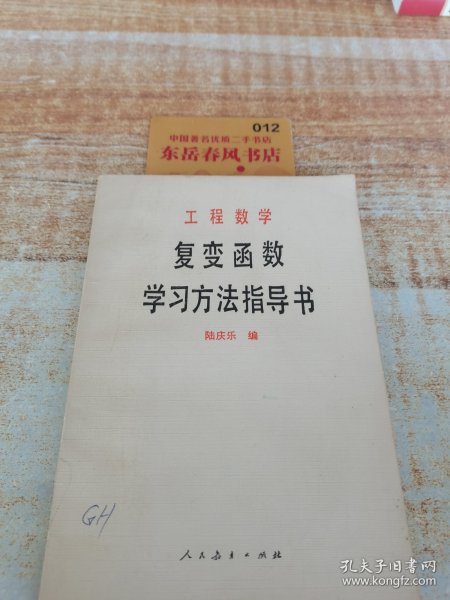 012
中国著名优质二手书店
东岳春风书店
工程数学
复变函数
学习方法指导书
陆庆乐 编
GH
人民教育出版社
孔夫子旧书网
www.kongfz.com